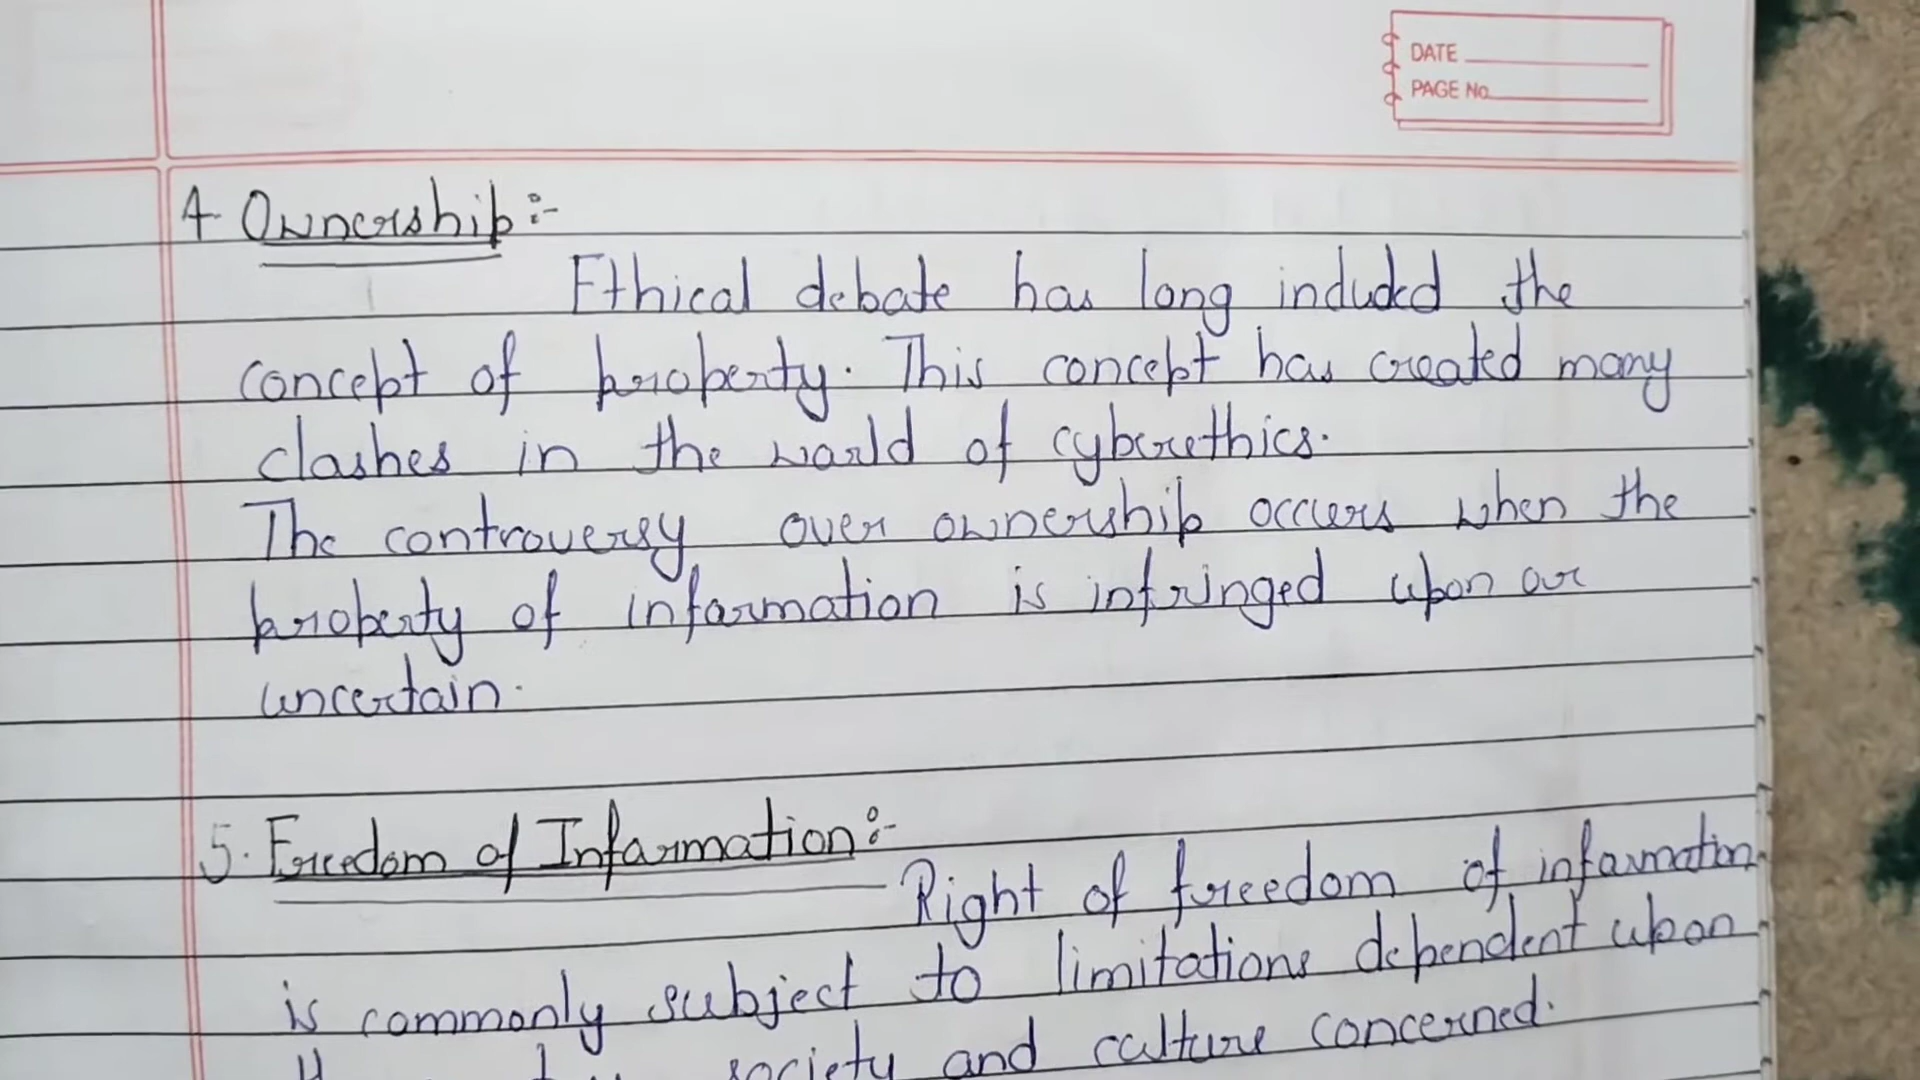 DATE
PAGE No.
4. Ownership:-
Ethical debate has long included the
concept of property. This concept has created many
clashes in the world of cyberethics.
The controversy over ownership occurs when the
property of information is infringed upon or
uncertain.
5. Freedom of Information:-
Right of freedom of information
is commonly subject to limitations dependent upon
society and culture concerned.